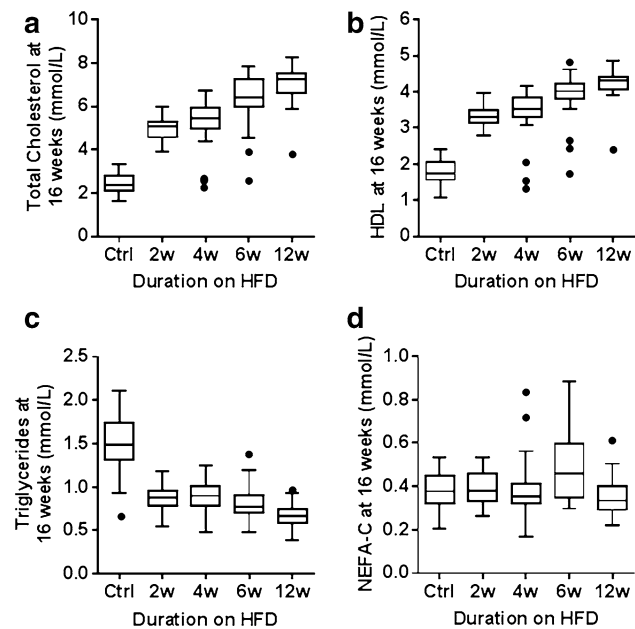 a
Total Cholesterol at
16 weeks (mmol/L)
10
8
6
4
2
0
Ctrl 2w 4w 6w 12w
Duration on HFD
b
HDL at 16 weeks (mmol/L)
6
5
4
3
2
1
0
Ctrl 2w 4w 6w 12w
Duration on HFD
c
Triglycerides at
16 weeks (mmol/L)
2.5
2.0
1.5
1.0
0.5
0.0
Ctrl 2w 4w 6w 12w
Duration on HFD
d
NEFA-C at 16 weeks (mmol/L)
1.0
0.8
0.6
0.4
0.2
0.0
Ctrl 2w 4w 6w 12w
Duration on HFD